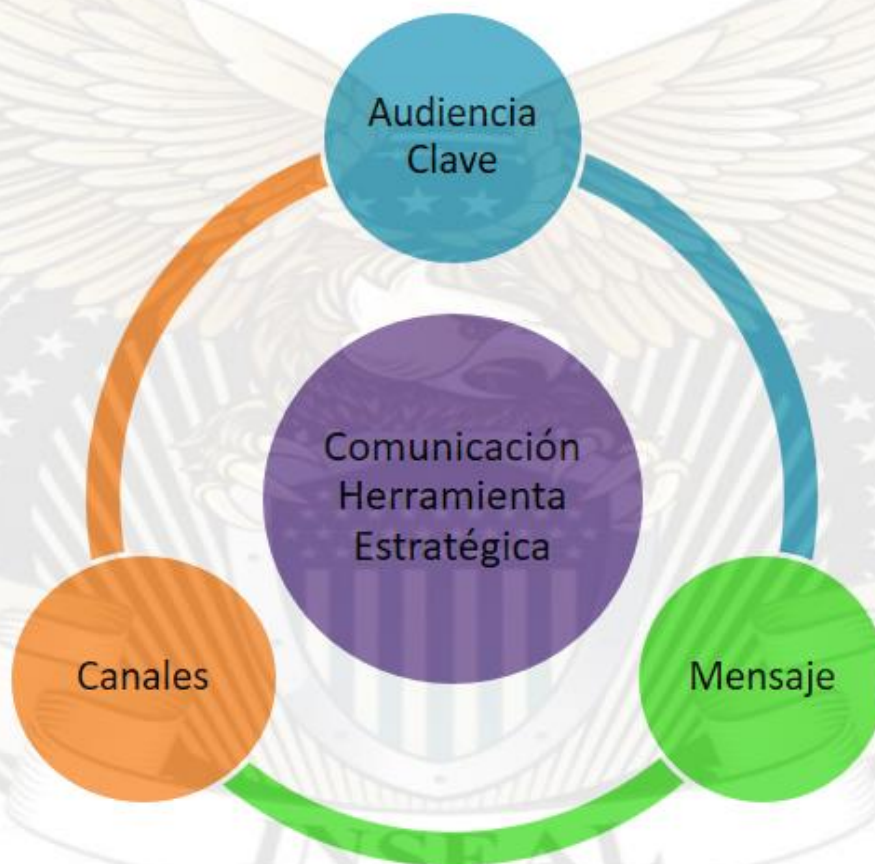 Audiencia
Clave
Comunicación
Herramienta
Estratégica
Canales
Mensaje